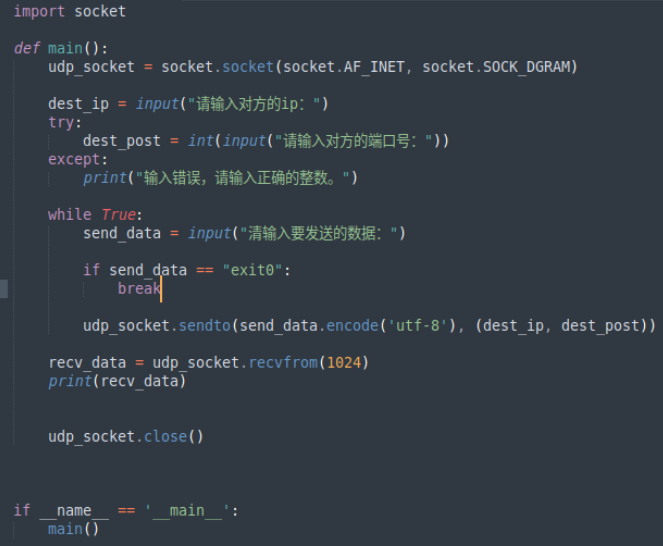 import socket
def main():
udp_socket = socket.socket(socket.AF_INET, socket.SOCK_DGRAM)
dest_ip = input("请输入对方的ip：")
try:
dest_post = int(input("请输入对方的端口号："))
except:
print("输入错误，请输入正确的整数。")
while True:
send_data = input("清输入要发送的数据：")
if send_data == "exit0":
break
udp_socket.sendto(send_data.encode('utf-8'), (dest_ip, dest_post))
recv_data = udp_socket.recvfrom(1024)
print(recv_data)
udp_socket.close()
if __name__ == '__main__':
main()